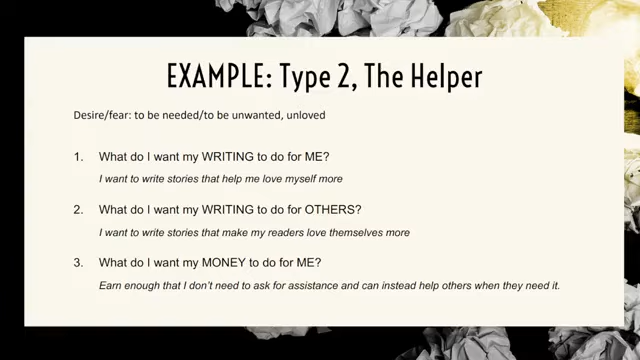 EXAMPLE: Type 2, The Helper
Desire/fear: to be needed/to be unwanted, unloved
1. What do I want my WRITING to do for ME?
I want to write stories that help me love myself more
2. What do I want my WRITING to do for OTHERS?
I want to write stories that make my readers love themselves more
3. What do I want my MONEY to do for ME?
Earn enough that I don't need to ask for assistance and can instead help others when they need it.